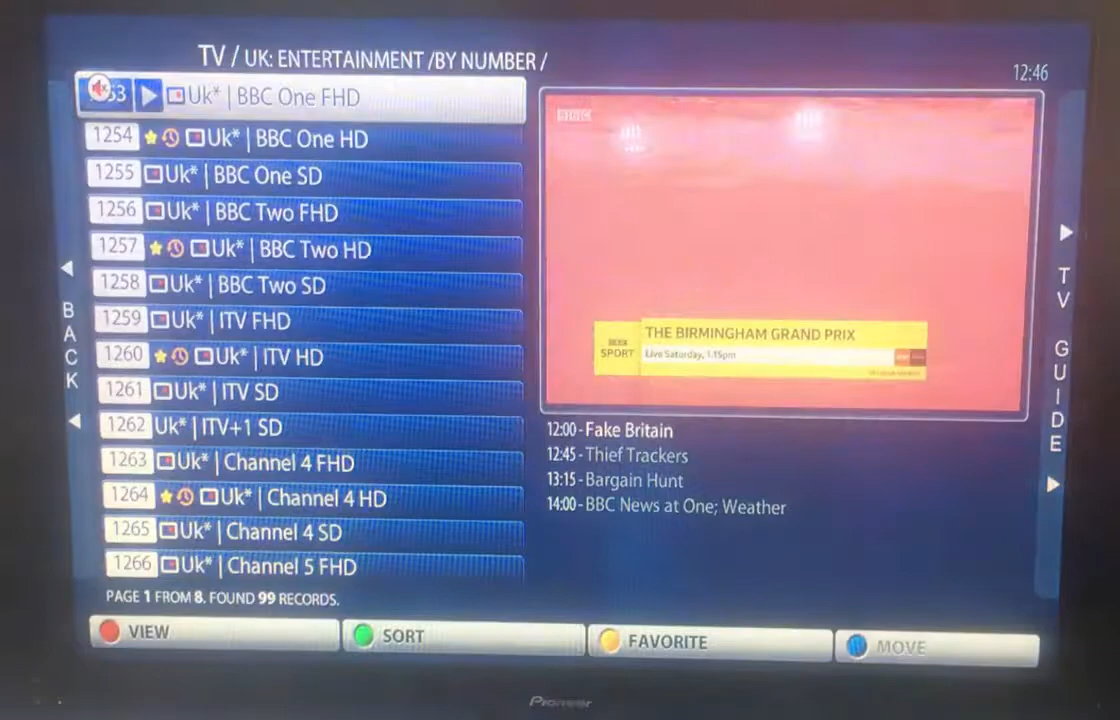 TV / UK: ENTERTAINMENT /BY NUMBER /
12:46
53 Uk* | BBC One FHD
1254 Uk* | BBC One HD
1255 Uk* | BBC One SD
1256 Uk* | BBC Two FHD
1257 Uk* | BBC Two HD
1258 Uk* | BBC Two SD
1259 Uk* | ITV FHD
1260 Uk* | ITV HD
1261 Uk* | ITV SD
1262 Uk* | ITV+1 SD
1263 Uk* | Channel 4 FHD
1264 Uk* | Channel 4 HD
1265 Uk* | Channel 4 SD
1266 Uk* | Channel 5 FHD
PAGE 1 FROM 8. FOUND 99 RECORDS.
BACK
BBC
BBC SPORT
THE BIRMINGHAM GRAND PRIX
Live Saturday, 1.15pm
12:00 - Fake Britain
12:45 - Thief Trackers
13:15 - Bargain Hunt
14:00 - BBC News at One; Weather
TV GUIDE
VIEW
SORT
FAVORITE
MOVE
Pioneer